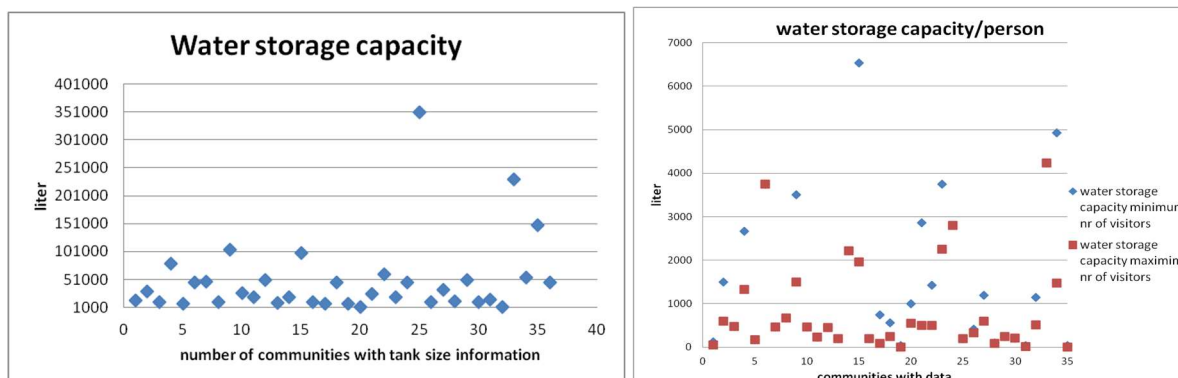 Water storage capacity
401000
351000
301000
251000
201000
151000
101000
51000
1000
liter
0 5 10 15 20 25 30 35 40
number of communities with tank size information
water storage capacity/person
7000
6000
5000
4000
3000
2000
1000
0
liter
0 5 10 15 20 25 30 35
communities with data
water storage
capacity minimum
nr of visitors
water storage
capacity maximin
nr of visitors